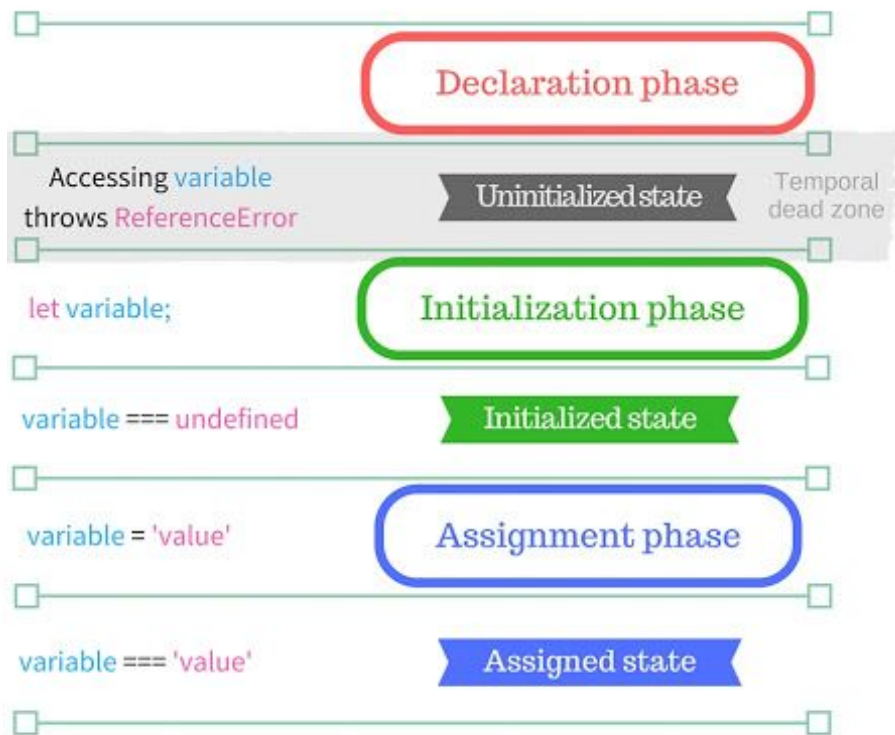 Declaration phase
Accessing variable
throws ReferenceError
Uninitialized state
Temporal
dead zone
let variable;
Initialization phase
variable === undefined
Initialized state
variable = 'value'
Assignment phase
variable === 'value'
Assigned state